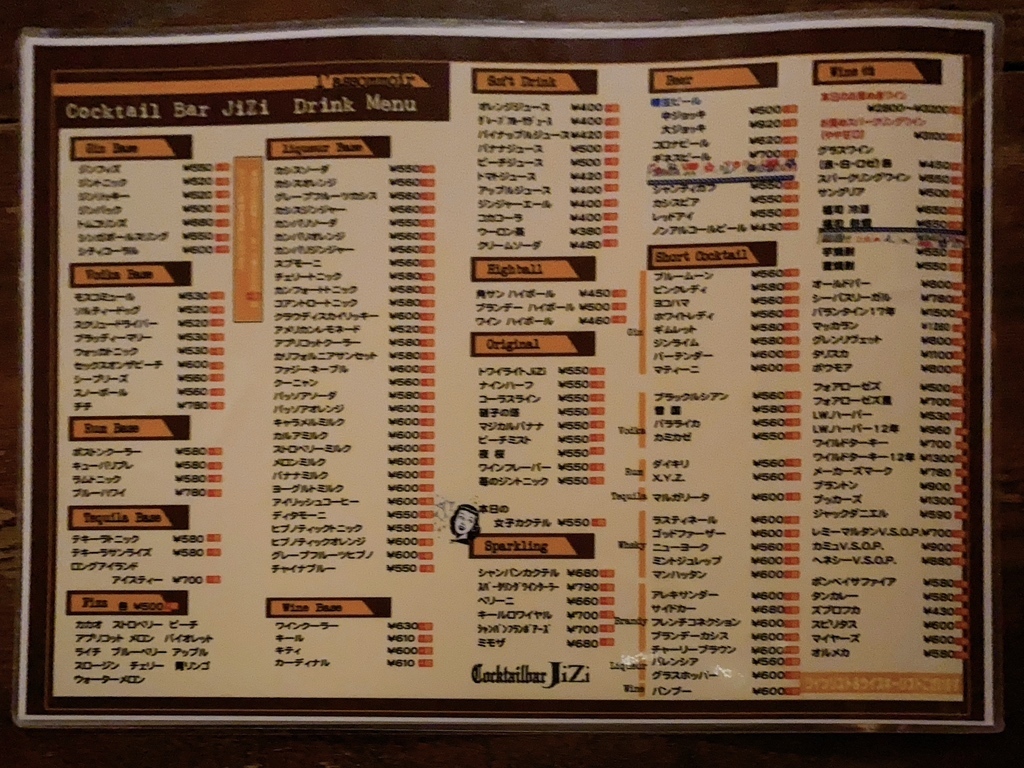 L'assommoir
Cocktail Bar JiZi Drink Menu
Gin Base
ジンフィズ ¥550
ジントニック ¥520
ジンリッキー ¥520
ジンバック ¥520
トムコリンズ ¥580
シンガポールスリング ¥580
シティコーラル ¥600
Vodka Base
モスコミュール ¥530
ソルティードッグ ¥520
スクリュードライバー ¥520
ブラッディーマリー ¥530
ウォッカトニック ¥530
セックスオンザビーチ ¥600
シーブリーズ ¥560
スノーボール ¥560
チチ ¥780
Rum Base
ボストンクーラー ¥580
キューバリブレ ¥580
ラムトニック ¥580
ブルーハワイ ¥780
Tequila Base
テキーラトニック ¥580
テキーラサンライズ ¥580
ロングアイランド
アイスティー ¥700
Fizz 各 ¥500
カカオ ストロベリー ピーチ
アプリコット メロン バイオレット
ライチ ブルーベリー アップル
スロージン チェリー 青リンゴ
ウォーターメロン
liqueur Base
カシスソーダ ¥550
カシスオレンジ ¥560
グレープフルーツカシス ¥560
カシスジンジャー ¥560
カンパリソーダ ¥550
カンパリオレンジ ¥560
カンパリジンジャー ¥560
スプモーニ ¥560
チェリートニック ¥580
カンフォートトニック ¥580
コアントロートニック ¥580
クラウディスカイリッキー ¥600
アメリカンレモネード ¥520
アプリコットクーラー ¥580
カリフォルニアサンセット ¥580
ファジーネーブル ¥600
クーニャン ¥560
パッソアソーダ ¥580
パッソアオレンジ ¥600
キャラメルミルク ¥600
カルアミルク ¥600
ストロベリーミルク ¥600
メロンミルク ¥600
バナナミルク ¥600
ヨーグルトミルク ¥600
アイリッシュコーヒー ¥600
ディタモーニ ¥550
ヒプノティックトニック ¥580
ヒプノティックオレンジ ¥600
グレープフルーツヒプノ ¥600
チャイナブルー ¥550
Wine Base
ワインクーラー ¥630
キール ¥610
キティ ¥600
カーディナル ¥610
Soft Drink
オレンジジュース ¥400
グレープフルーツジュース ¥400
パイナップルジュース ¥420
バナナジュース ¥500
ピーチジュース ¥500
トマトジュース ¥420
アップルジュース ¥400
ジンジャーエール ¥400
コカコーラ ¥400
ウーロン茶 ¥380
クリームソーダ ¥480
Highball
角サン ハイボール ¥450
ブランデー ハイボール ¥500
ワイン ハイボール ¥460
Original
トワイライトJiZi ¥550
ナインハーフ ¥550
コーラスライン ¥550
硝子の塔 ¥550
マジカルバナナ ¥550
ピーチミスト ¥550
夜桜 ¥550
ワインフレーバー ¥550
苺のジントニック ¥550
本日の
女子カクテル ¥550
Sparkling
シャンパンカクテル ¥680
スパークリングワインクーラー ¥790
ベリーニ ¥660
キールロワイヤル ¥700
シャンパンフランボアーズ ¥700
ミモザ ¥680
Cocktailbar JiZi
Beer
中ジョッキ ¥500
大ジョッキ ¥920
コロナビール ¥620
ギネスビール ¥700
シャンディガフ ¥550
カシスビア ¥550
レッドアイ ¥550
ノンアルコールビール ¥430
Short Cocktail
Gin
ブルームーン ¥560
ピンクレディ ¥580
ヨコハマ ¥560
ホワイトレディ ¥560
ギムレット ¥580
ジンライム ¥580
バーテンダー ¥600
マティーニ ¥600
Vodka
ブラックルシアン ¥560
雪国 ¥580
バラライカ ¥560
カミカゼ ¥550
Rum
ダイキリ ¥560
X.Y.Z. ¥560
Tequila
マルガリータ ¥600
Whisky
ラスティネール ¥600
ゴッドファーザー ¥600
ニューヨーク ¥560
ミントジュレップ ¥600
マンハッタン ¥600
Brandy
アレキサンダー ¥600
サイドカー ¥680
フレンチコネクション ¥600
ブランデーカシス ¥600
チャーリーブラウン ¥600
Liqueur
バレンシア ¥560
グラスホッパー ¥600
Wine
バンブー ¥600
本日のお薦めワイン
¥2800~¥3200
お薦めスパークリングワイン
(やや甘口) ¥3100
グラスワイン
(赤・白・ロゼ)各 ¥450
スパークリングワイン ¥550
サングリア ¥500
芋焼酎 ¥550
麦焼酎 ¥550
オールドパー ¥800
シーバスリーガル ¥780
バランタイン17年 ¥1500
マッカラン ¥1280
グレンリヴェット ¥800
タリスカ ¥1100
ボウモア ¥800
フォアローゼズ ¥500
フォアローゼズ黒 ¥700
I.W.ハーパー ¥530
I.W.ハーパー12年 ¥960
ワイルドターキー ¥700
ワイルドターキー12年 ¥1300
メーカーズマーク ¥780
ブラントン ¥900
ブッカーズ ¥1300
ジャックダニエル ¥590
レミーマルタンV.S.O.P. ¥700
カミュV.S.O.P. ¥900
ヘネシーV.S.O.P. ¥880
ボンベイサファイア ¥580
タンカレー ¥580
ズブロフカ ¥430
スピリタス ¥600
マイヤーズ ¥600
オルメカ ¥580